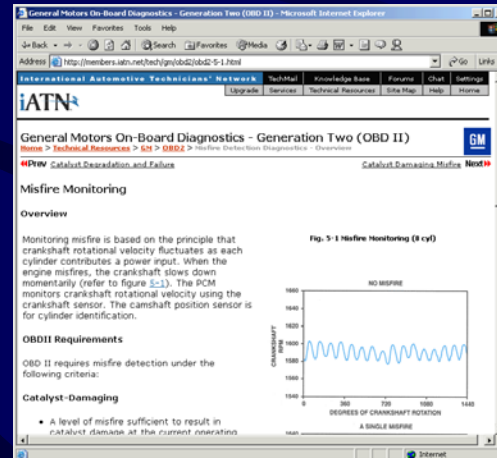 General Motors On-Board Diagnostics - Generation Two (OBD II) - Microsoft Internet Explorer
File Edit View Favorites Tools Help
Back Search Favorites Media
Address http://members.iatn.net/tech/gm/obd2/obd2-5-1.html Go Links
International Automotive Technicians' Network TechMail Knowledge Base Forums Chat Settings
Upgrade Services Technical Resources Site Map Help Home
iATN
General Motors On-Board Diagnostics - Generation Two (OBD II)
GM
Home > Technical Resources > GM > OBD2 > Misfire Detection Diagnostics - Overview
Prev Catalyst Degradation and Failure Catalyst Damaging Misfire Next
Misfire Monitoring
Overview
Monitoring misfire is based on the principle that
crankshaft rotational velocity fluctuates as each
cylinder contributes a power input. When the
engine misfires, the crankshaft slows down
momentarily (refer to figure 5-1). The PCM
monitors crankshaft rotational velocity using the
crankshaft sensor. The camshaft position sensor is
for cylinder identification.
OBDII Requirements
OBD II requires misfire detection under the
following criteria:
Catalyst-Damaging
• A level of misfire sufficient to result in
catalyst damage at the current operating
Fig. 5-1 Misfire Monitoring (8 cyl)
NO MISFIRE
1660
1640
1620
1600
1580
1560
1540
CRANKSHAFT
RPM
0 360 720 1080 1440
DEGREES OF CRANKSHAFT ROTATION
A SINGLE MISFIRE
Internet